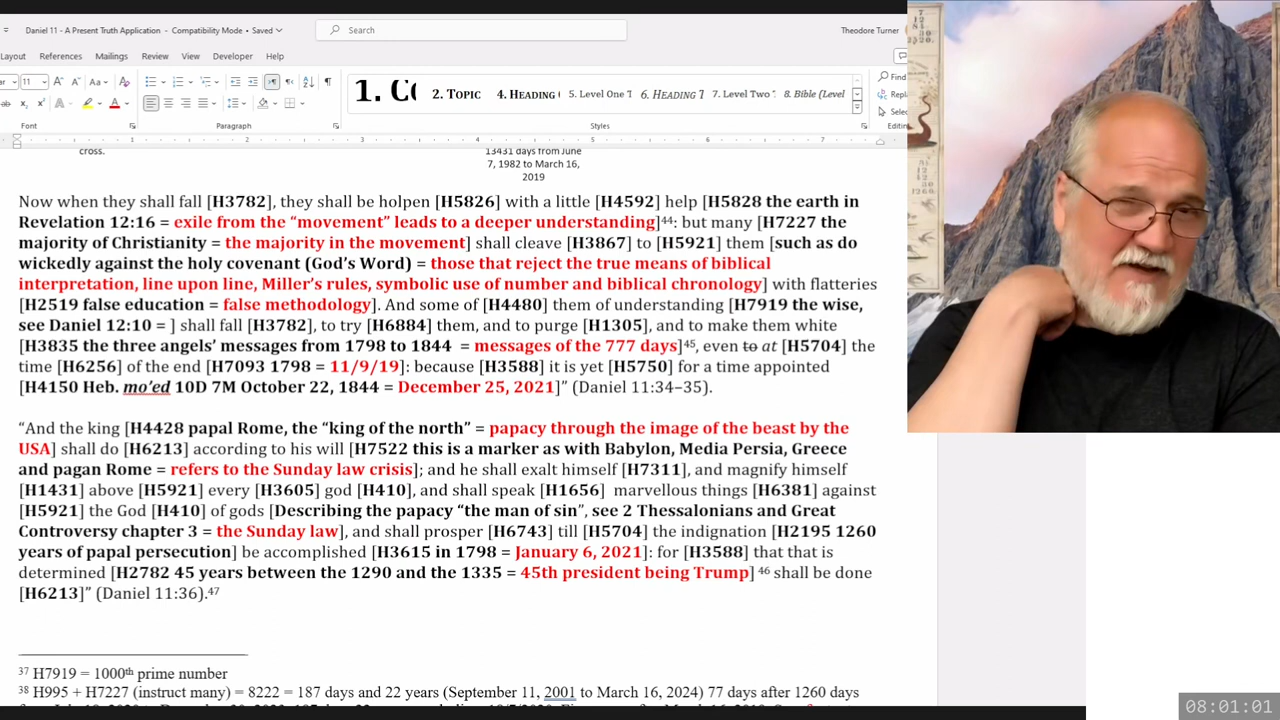 Daniel 11 - A Present Truth Application - Compatibility Mode • Saved
Search
Theodore Turner
Layout References Mailings Review View Developer Help
11 Aa
1. Co 2. TOPIC 4. HEADING 5. Level One 6. HEADING 7. Level Two 8. Bible (Level
Find
Repla
Selec
Font Paragraph Styles Editing
1 2 3 4 5 6 7
cross.
13431 days from June
7, 1982 to March 16,
2019
Now when they shall fall [H3782], they shall be holpen [H5826] with a little [H4592] help [H5828 the earth in
Revelation 12:16 = exile from the “movement” leads to a deeper understanding]44: but many [H7227 the
majority of Christianity = the majority in the movement] shall cleave [H3867] to [H5921] them [such as do
wickedly against the holy covenant (God’s Word) = those that reject the true means of biblical
interpretation, line upon line, Miller’s rules, symbolic use of number and biblical chronology] with flatteries
[H2519 false education = false methodology]. And some of [H4480] them of understanding [H7919 the wise,
see Daniel 12:10 = ] shall fall [H3782], to try [H6884] them, and to purge [H1305], and to make them white
[H3835 the three angels’ messages from 1798 to 1844 = messages of the 777 days]45, even to at [H5704] the
time [H6256] of the end [H7093 1798 = 11/9/19]: because [H3588] it is yet [H5750] for a time appointed
[H4150 Heb. mo’ed 10D 7M October 22, 1844 = December 25, 2021]” (Daniel 11:34–35).
“And the king [H4428 papal Rome, the “king of the north” = papacy through the image of the beast by the
USA] shall do [H6213] according to his will [H7522 this is a marker as with Babylon, Media Persia, Greece
and pagan Rome = refers to the Sunday law crisis]; and he shall exalt himself [H7311], and magnify himself
[H1431] above [H5921] every [H3605] god [H410], and shall speak [H1656] marvellous things [H6381] against
[H5921] the God [H410] of gods [Describing the papacy “the man of sin”, see 2 Thessalonians and Great
Controversy chapter 3 = the Sunday law], and shall prosper [H6743] till [H5704] the indignation [H2195 1260
years of papal persecution] be accomplished [H3615 in 1798 = January 6, 2021]: for [H3588] that that is
determined [H2782 45 years between the 1290 and the 1335 = 45th president being Trump] 46 shall be done
[H6213]” (Daniel 11:36).47
37 H7919 = 1000th prime number
38 H995 + H7227 (instruct many) = 8222 = 187 days and 22 years (September 11, 2001 to March 16, 2024) 77 days after 1260 days
08:01:01